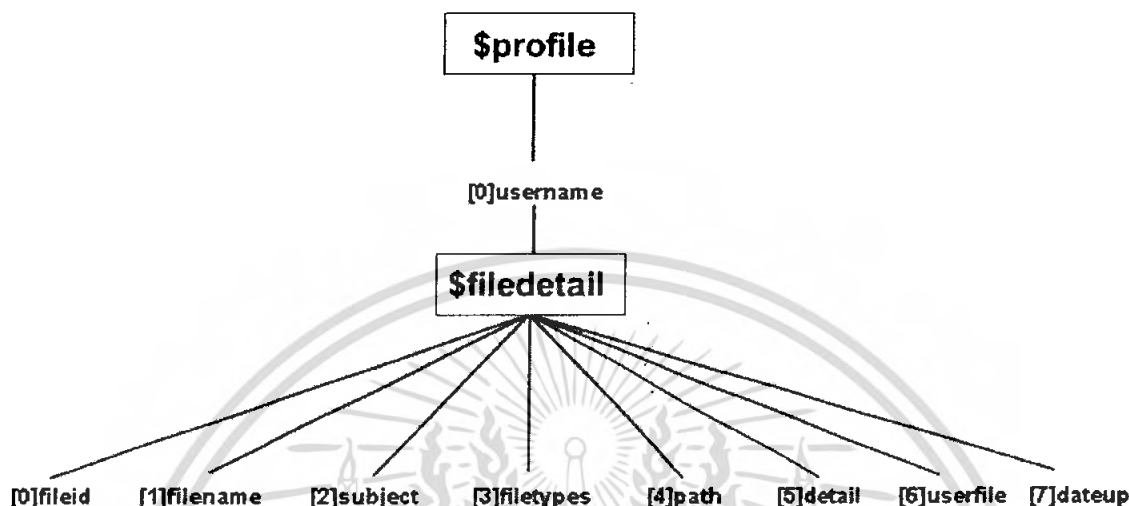 $profile
[0]username
$filedetail
[0]fileid [1]filename [2]subject [3]filetypes [4]path [5]detail [6]userfile [7]dateup